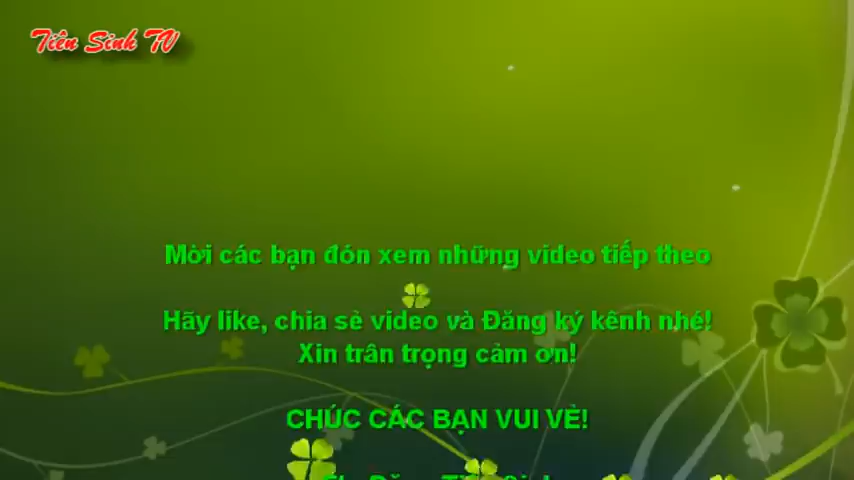 Tiên Sinh TV
Mời các bạn đón xem những video tiếp theo
Hãy like, chia sẻ video và Đăng ký kênh nhé!
Xin trân trọng cảm ơn!
CHÚC CÁC BẠN VUI VẺ!